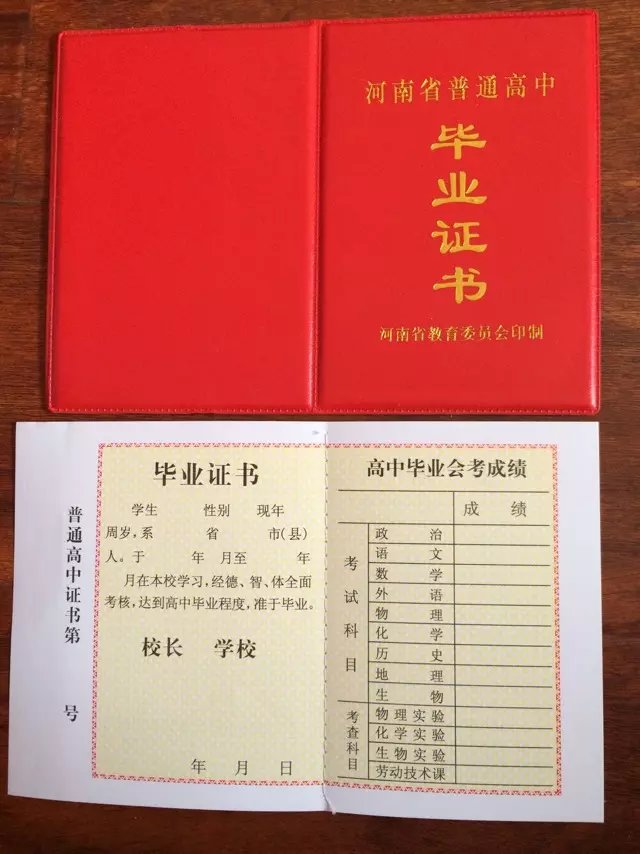 河南省普通高中
毕业证书
河南省教育委员会印制
普通高中证书第 号
毕业证书
学生 性别 现年
周岁，系 省 市(县)
人。于 年 月至 年
月在本校学习，经德、智、体全面
考核，达到高中毕业程度，准于毕业。
校长 学校
年 月 日
高中毕业会考成绩
成 绩
考试科目
政 治
语 文
数 学
外 语
物 理
化 学
历 史
地 理
生 物
考查科目
物理实验
化学实验
生物实验
劳动技术课